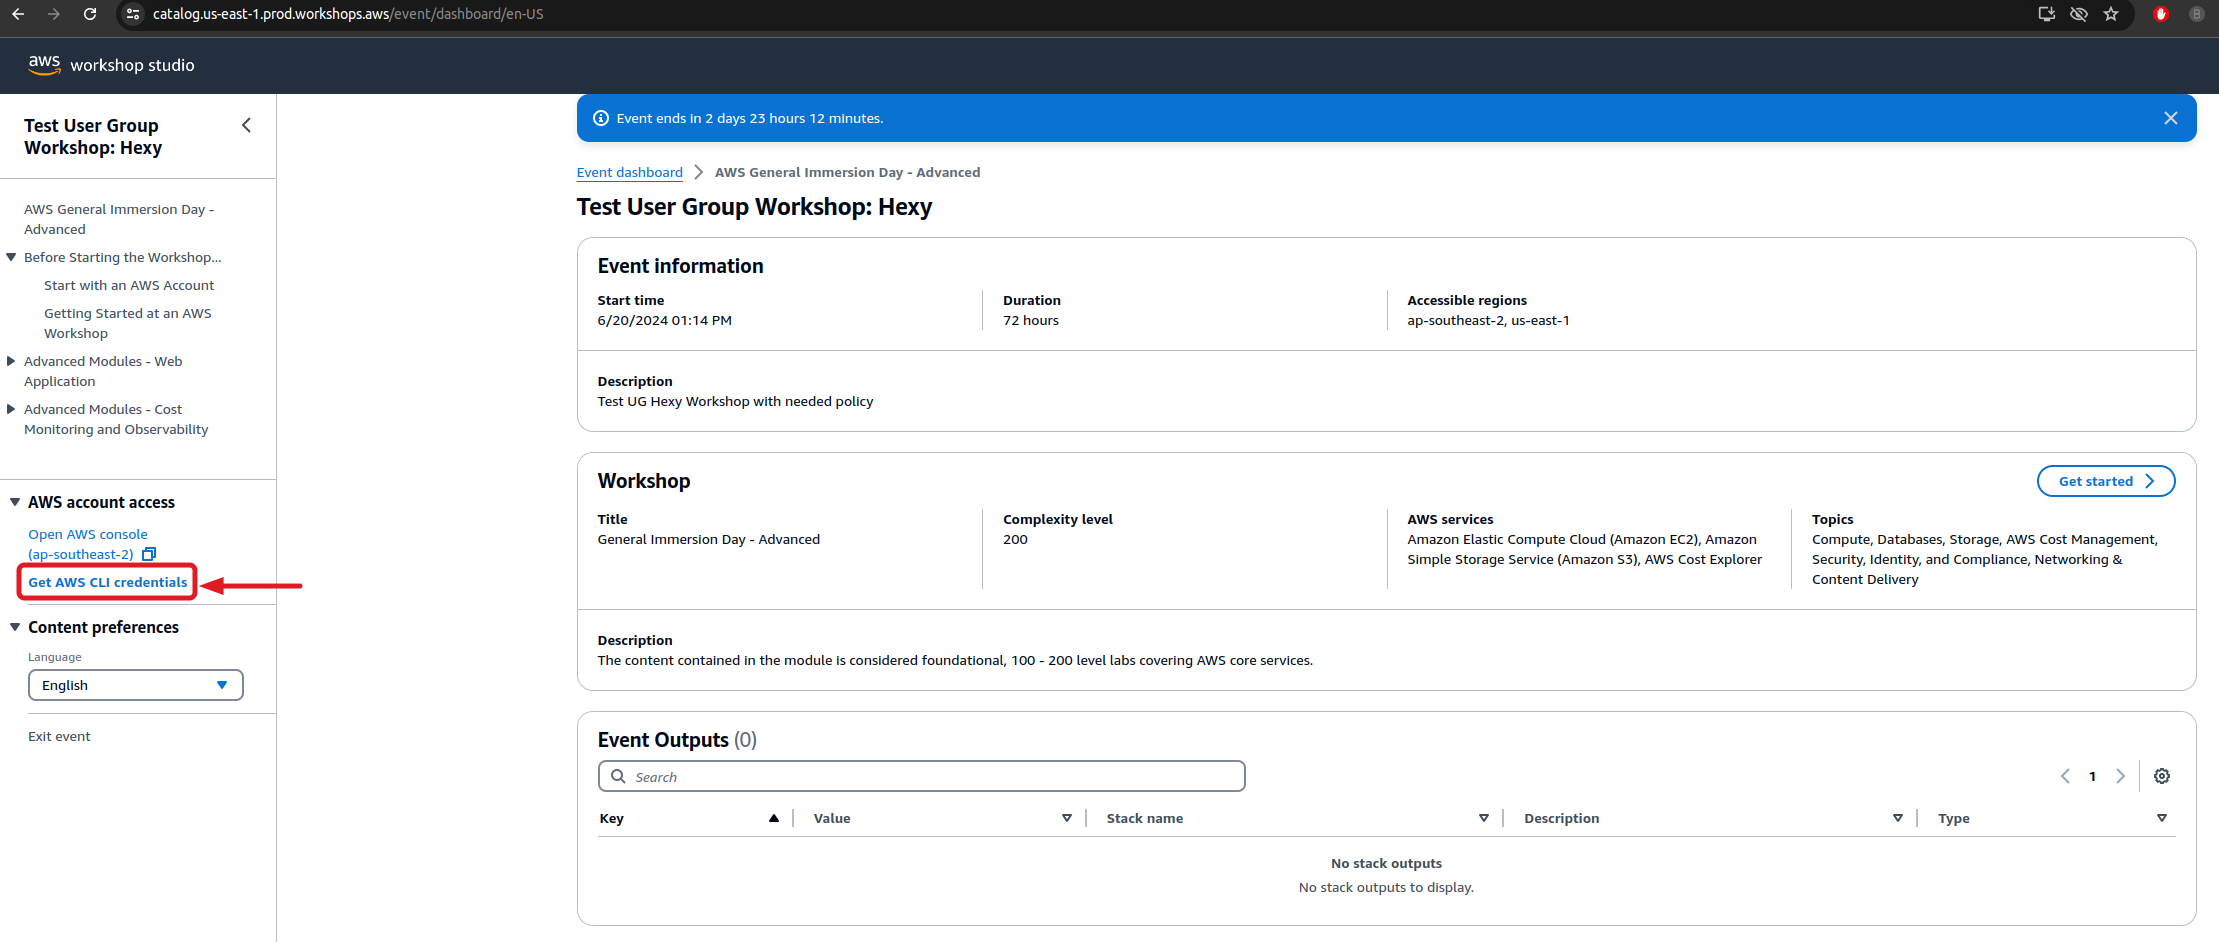 catalog.us-east-1.prod.workshops.aws/event/dashboard/en-US
B
aws workshop studio
Test User Group
Workshop: Hexy
AWS General Immersion Day -
Advanced
Before Starting the Workshop...
Start with an AWS Account
Getting Started at an AWS
Workshop
Advanced Modules - Web
Application
Advanced Modules - Cost
Monitoring and Observability
AWS account access
Open AWS console
(ap-southeast-2)
Get AWS CLI credentials
Content preferences
Language
English
Exit event
Event ends in 2 days 23 hours 12 minutes.
Event dashboard > AWS General Immersion Day - Advanced
Test User Group Workshop: Hexy
Event information
Start time
6/20/2024 01:14 PM
Duration
72 hours
Accessible regions
ap-southeast-2, us-east-1
Description
Test UG Hexy Workshop with needed policy
Workshop
Get started
Title
General Immersion Day - Advanced
Complexity level
200
AWS services
Amazon Elastic Compute Cloud (Amazon EC2), Amazon
Simple Storage Service (Amazon S3), AWS Cost Explorer
Topics
Compute, Databases, Storage, AWS Cost Management,
Security, Identity, and Compliance, Networking &
Content Delivery
Description
The content contained in the module is considered foundational, 100 - 200 level labs covering AWS core services.
Event Outputs (0)
Search
1
Key Value Stack name Description Type
No stack outputs
No stack outputs to display.